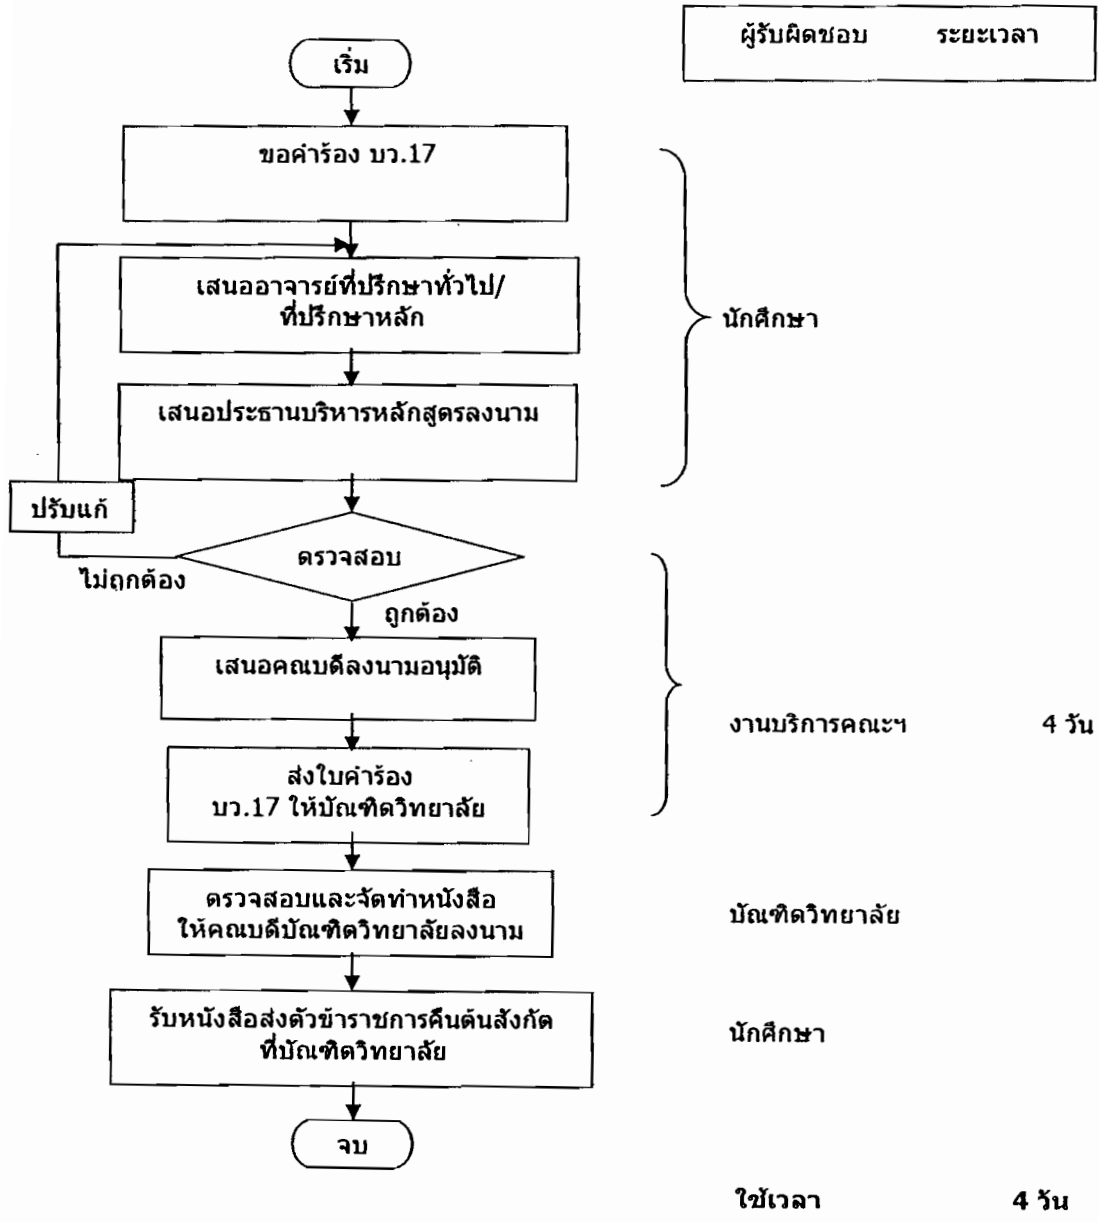 ผู้รับผิดชอบ ระยะเวลา
เริ่ม
ขอคำร้อง บว.17
เสนออาจารย์ที่ปรึกษาทั่วไป/
ที่ปรึกษาหลัก
นักศึกษา
เสนอประธานบริหารหลักสูตรลงนาม
ปรับแก้
ตรวจสอบ
ไม่ถูกต้อง
ถูกต้อง
เสนอคณบดีลงนามอนุมัติ
งานบริการคณะฯ 4 วัน
ส่งใบคำร้อง
บว.17 ให้บัณฑิตวิทยาลัย
ตรวจสอบและจัดทำหนังสือ
ให้คณบดีบัณฑิตวิทยาลัยลงนาม
บัณฑิตวิทยาลัย
รับหนังสือส่งตัวข้าราชการคืนต้นสังกัด
ที่บัณฑิตวิทยาลัย
นักศึกษา
จบ
ใช้เวลา 4 วัน